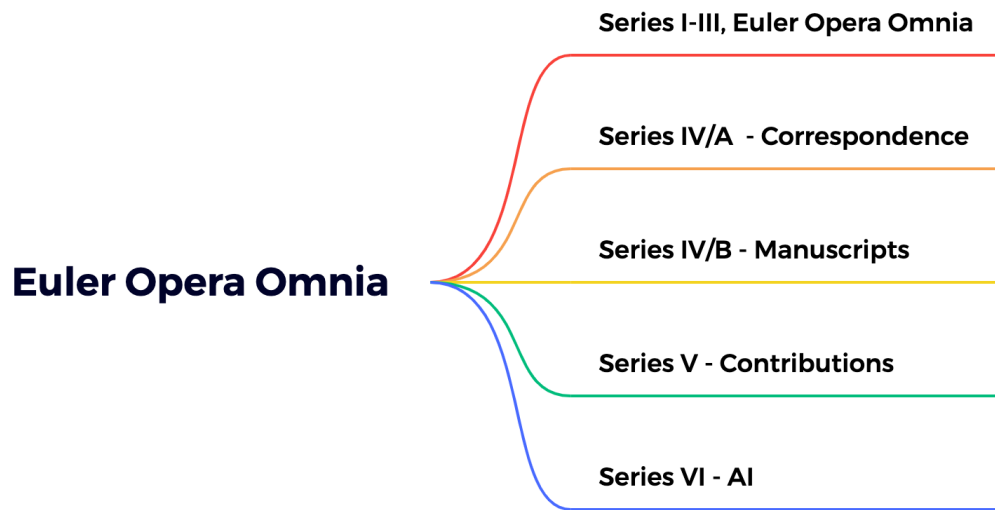 Series I-III, Euler Opera Omnia
Series IV/A - Correspondence
Series IV/B - Manuscripts
Euler Opera Omnia
Series V - Contributions
Series VI - AI